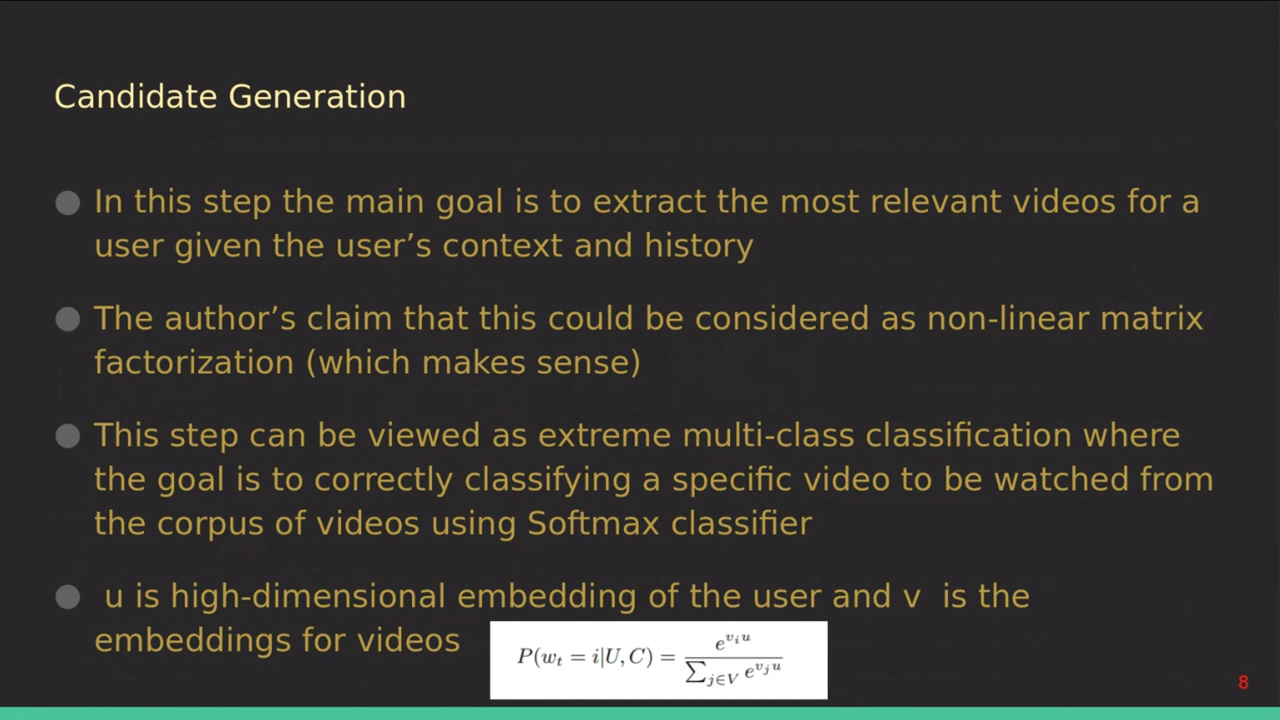 Candidate Generation
In this step the main goal is to extract the most relevant videos for a
user given the user’s context and history
The author’s claim that this could be considered as non-linear matrix
factorization (which makes sense)
This step can be viewed as extreme multi-class classification where
the goal is to correctly classifying a specific video to be watched from
the corpus of videos using Softmax classifier
u is high-dimensional embedding of the user and v is the
embeddings for videos
P(w_t = i|U, C) = \frac{e^{v_i u}}{\sum_{j∈V} e^{v_j u}}
8